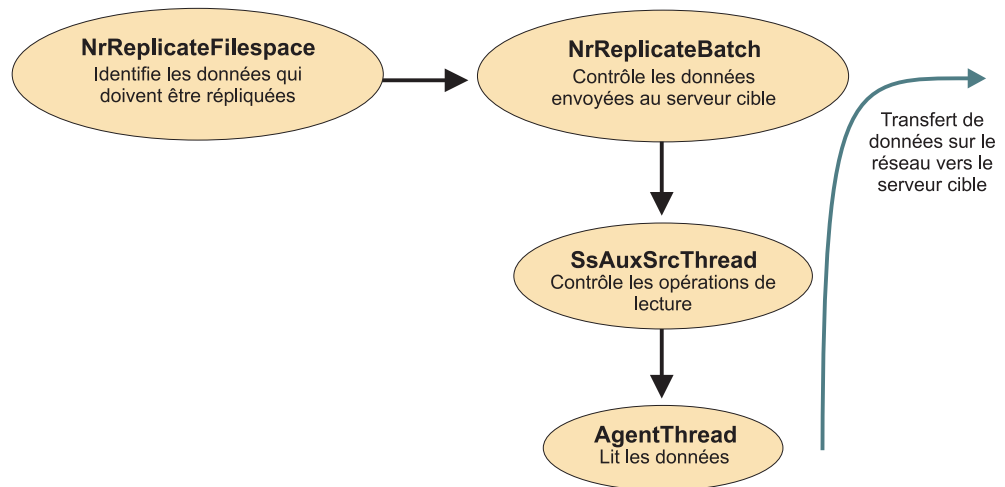 NrReplicateFilespace
Identifie les données qui
doivent être répliquées
NrReplicateBatch
Contrôle les données
envoyées au serveur cible
Transfert de
données sur le
réseau vers le
serveur cible
SsAuxSrcThread
Contrôle les opérations de
lecture
AgentThread
Lit les données